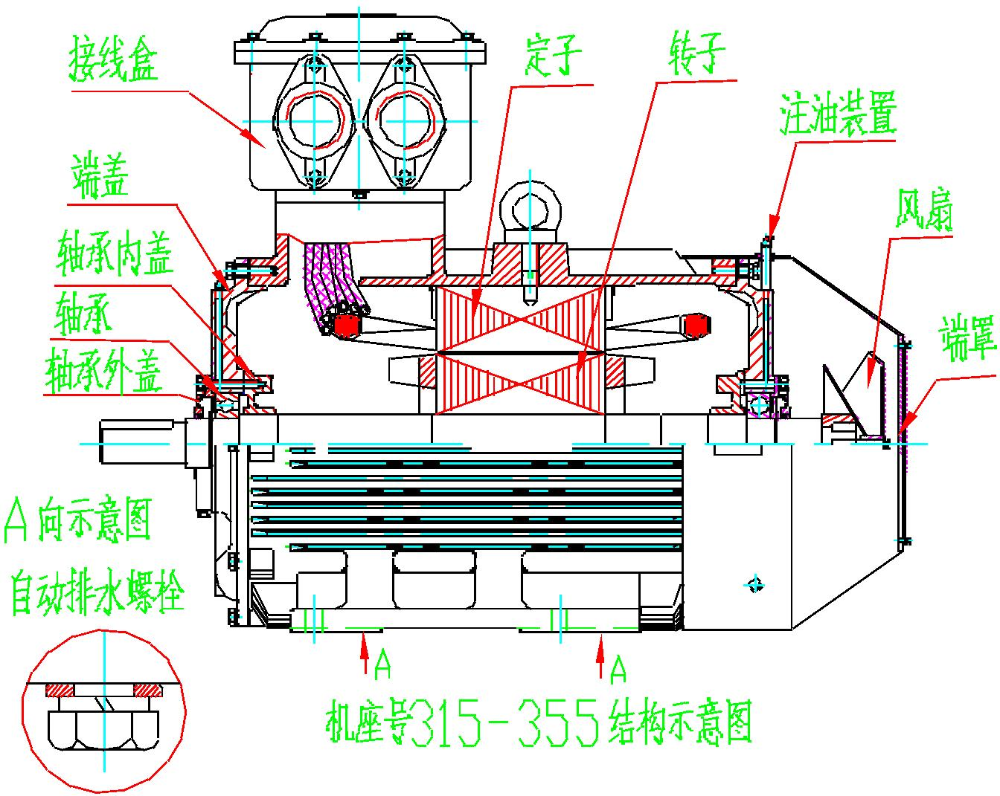 接线盒
定子
转子
注油装置
端盖
风扇
轴承内盖
轴承
端罩
轴承外盖
A向示意图
自动排水螺栓
A
A
机座号315-355结构示意图